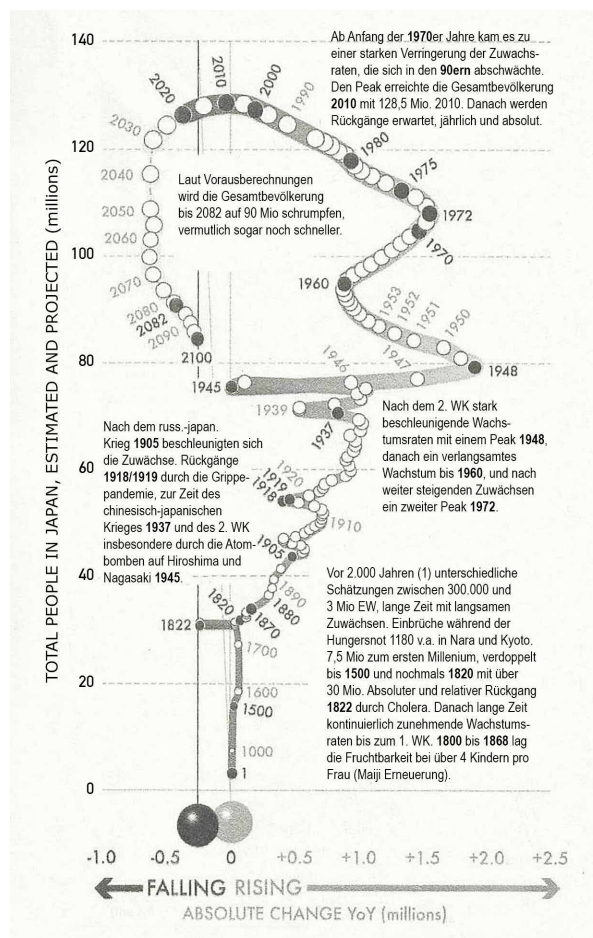 TOTAL PEOPLE IN JAPAN, ESTIMATED AND PROJECTED (millions)
140
120
100
80
60
40
20
0
Ab Anfang der 1970er Jahre kam es zu
einer starken Verringerung der Zuwachs-
raten, die sich in den 90ern abschwächte.
Den Peak erreichte die Gesamtbevölkerung
2010 mit 128,5 Mio. 2010. Danach werden
Rückgänge erwartet, jährlich und absolut.
2020
2010
2000
1990
2030
1980
2040
1975
Laut Vorausberechnungen
wird die Gesamtbevölkerung
bis 2082 auf 90 Mio schrumpfen,
vermutlich sogar noch schneller.
2050
1972
2060
1970
2070
1960
2080
2082
2090
2100
1953
1952
1951
1950
1948
1947
1946
1945
1939
1937
Nach dem 2. WK stark
beschleunigende Wachs-
tumsraten mit einem Peak 1948,
danach ein verlangsamtes
Wachstum bis 1960, und nach
weiter steigenden Zuwächsen
ein zweiter Peak 1972.
Nach dem russ.-japan.
Krieg 1905 beschleunigten sich
die Zuwächse. Rückgänge
1918/1919 durch die Grippe-
pandemie, zur Zeit des
chinesisch-japanischen
Krieges 1937 und des 2. WK
insbesondere durch die Atom-
bomben auf Hiroshima und
Nagasaki 1945.
1920
1919
1918
1910
1905
1890
1880
1870
1820
1822
1700
1600
1500
1000
1
Vor 2.000 Jahren (1) unterschiedliche
Schätzungen zwischen 300.000 und
3 Mio EW, lange Zeit mit langsamen
Zuwächsen. Einbrüche während der
Hungersnot 1180 v.a. in Nara und Kyoto.
7,5 Mio zum ersten Millenium, verdoppelt
bis 1500 und nochmals 1820 mit über
30 Mio. Absoluter und relativer Rückgang
1822 durch Cholera. Danach lange Zeit
kontinuierlich zunehmende Wachstums-
raten bis zum 1. WK. 1800 bis 1868 lag
die Fruchtbarkeit bei über 4 Kindern pro
Frau (Maiji Erneuerung).
-1.0 -0.5 0 +0.5 +1.0 +1.5 +2.0 +2.5
FALLING RISING
ABSOLUTE CHANGE YoY (millions)